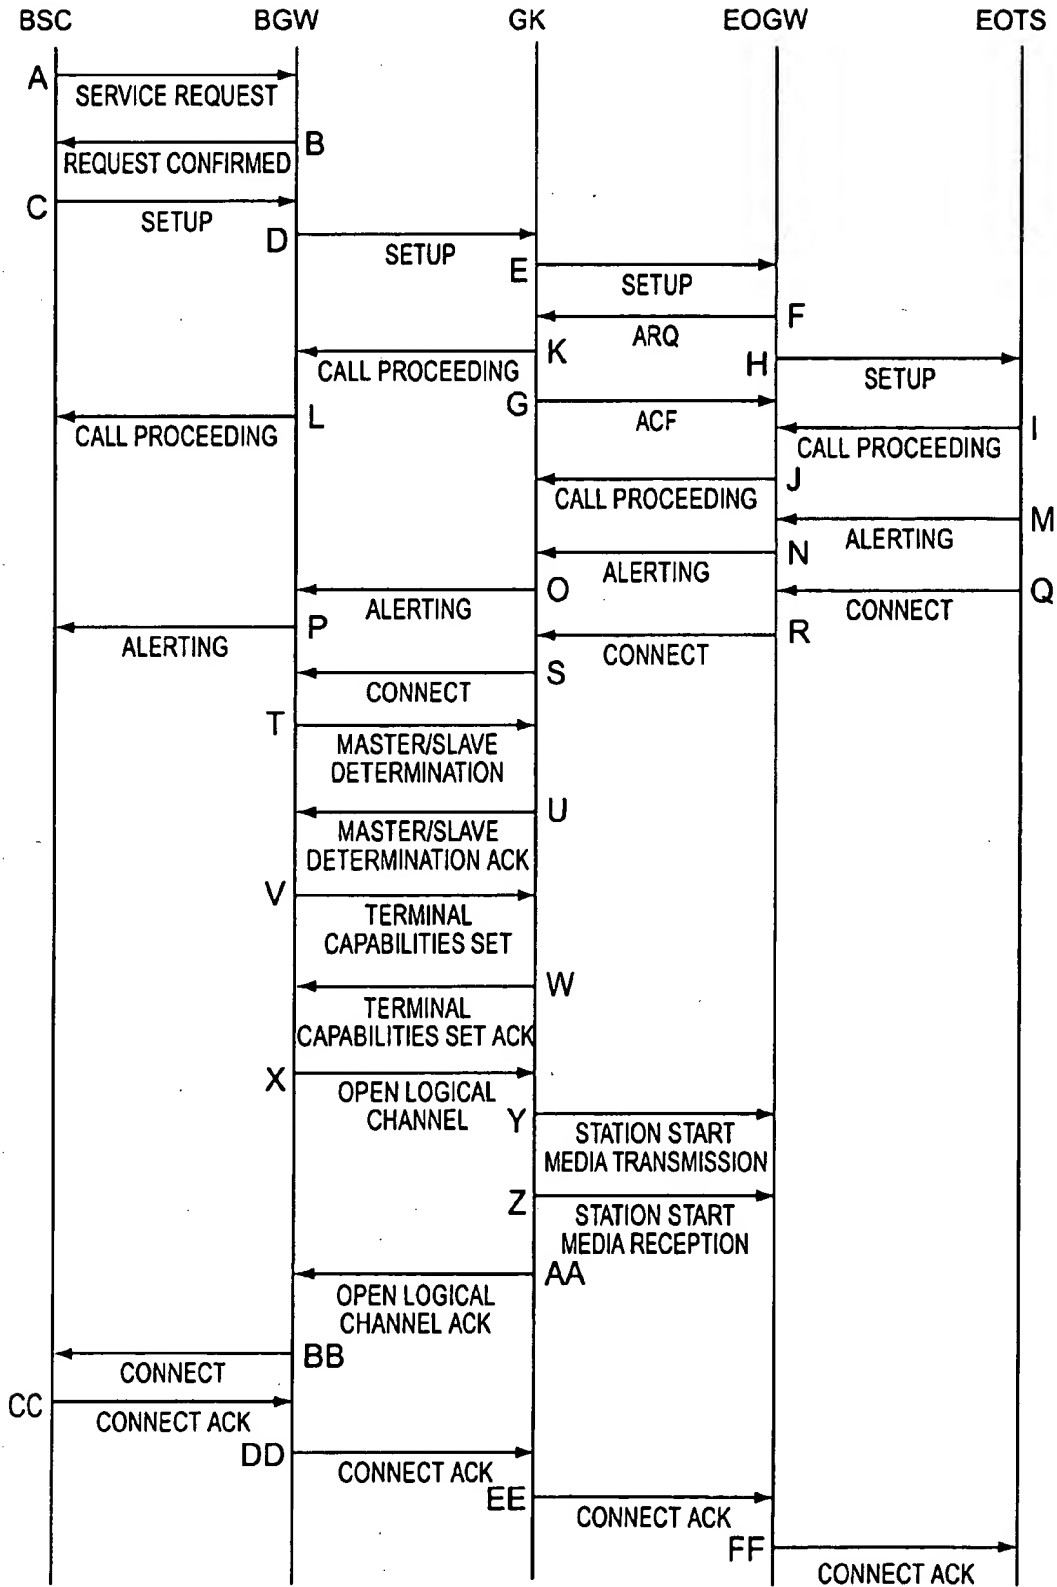 BSC BGW GK EOGW EOTS
A
SERVICE REQUEST
B
REQUEST CONFIRMED
C
SETUP
D
SETUP
E
SETUP
F
ARQ
K
CALL PROCEEDING
H
SETUP
G
ACF
L
CALL PROCEEDING
I
CALL PROCEEDING
J
CALL PROCEEDING
M
ALERTING
N
ALERTING
O
ALERTING
Q
CONNECT
P
ALERTING
R
CONNECT
S
CONNECT
T
MASTER/SLAVE
DETERMINATION
U
MASTER/SLAVE
DETERMINATION ACK
V
TERMINAL
CAPABILITIES SET
W
TERMINAL
CAPABILITIES SET ACK
X
OPEN LOGICAL
CHANNEL
Y
STATION START
MEDIA TRANSMISSION
Z
STATION START
MEDIA RECEPTION
AA
OPEN LOGICAL
CHANNEL ACK
BB
CONNECT
CC
CONNECT ACK
DD
CONNECT ACK
EE
CONNECT ACK
FF
CONNECT ACK